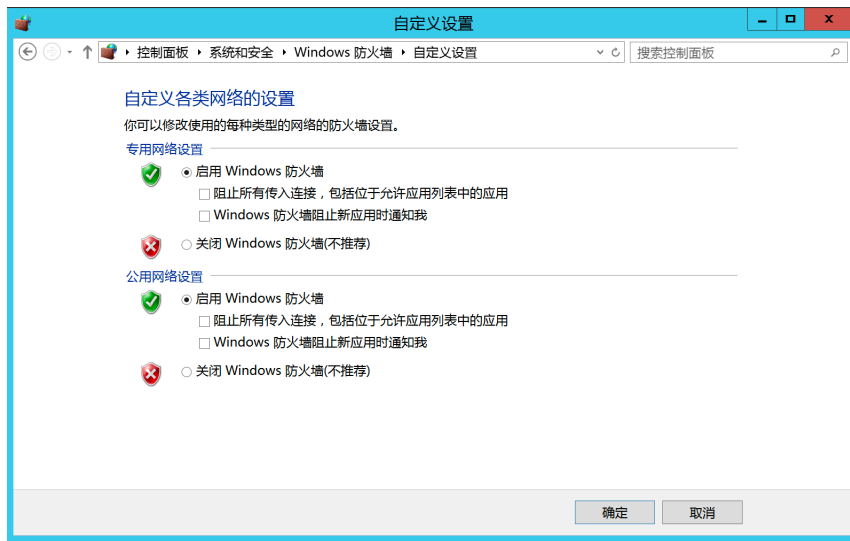 自定义设置
控制面板 系统和安全 Windows 防火墙 自定义设置 搜索控制面板
自定义各类网络的设置
你可以修改使用的每种类型的网络的防火墙设置。
专用网络设置
启用 Windows 防火墙
阻止所有传入连接，包括位于允许应用列表中的应用
Windows 防火墙阻止新应用时通知我
关闭 Windows 防火墙(不推荐)
公用网络设置
启用 Windows 防火墙
阻止所有传入连接，包括位于允许应用列表中的应用
Windows 防火墙阻止新应用时通知我
关闭 Windows 防火墙(不推荐)
确定 取消